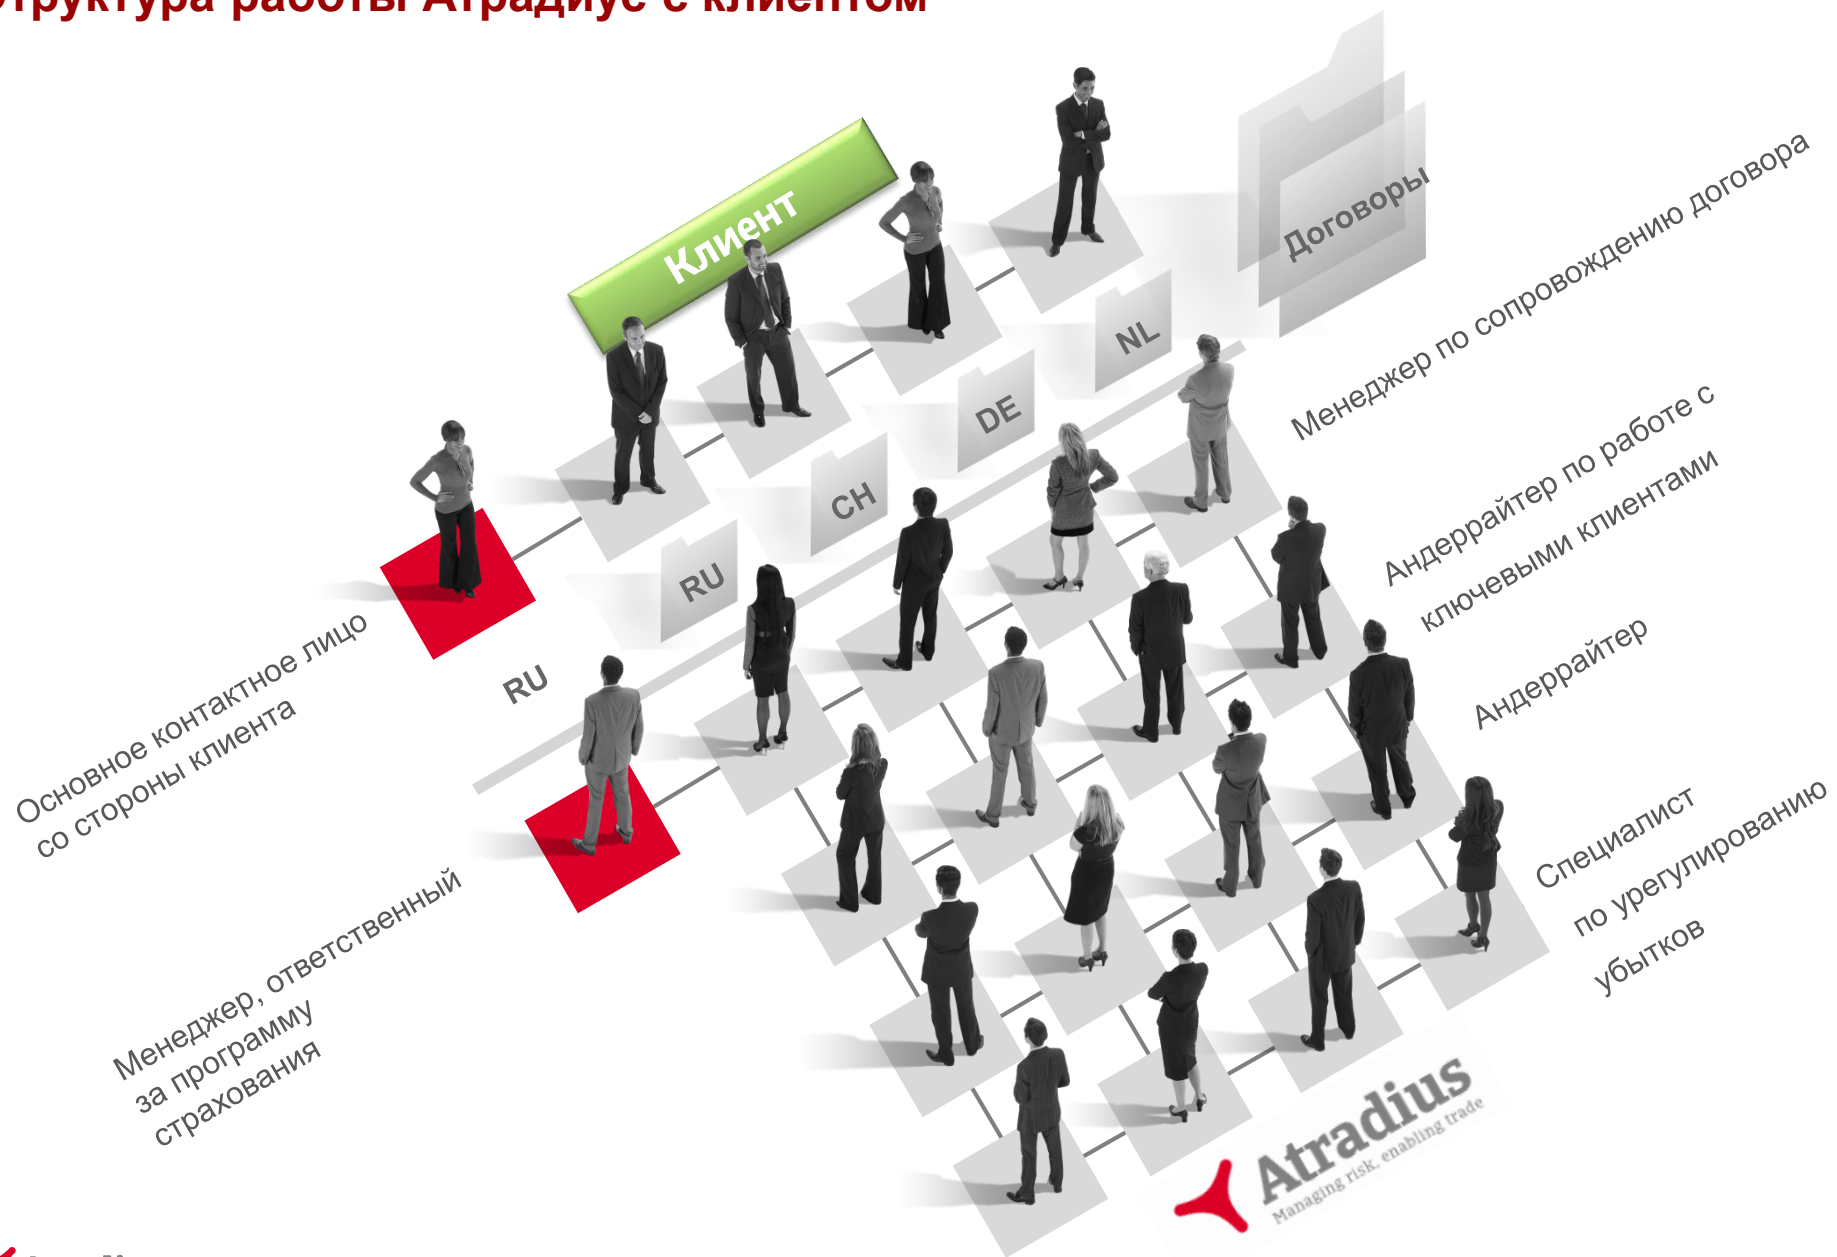 труктура работы Атрадиус с клиентом
Клиент
Договоры
NL
DE
CH
RU
RU
Менеджер по сопровождению договора
Андеррайтер по работе с
ключевыми клиентами
Андеррайтер
Специалист
по урегулированию
убытков
Основное контактное лицо
со стороны клиента
Менеджер, ответственный
за программу
страхования
Atradius
Managing risk, enabling trade